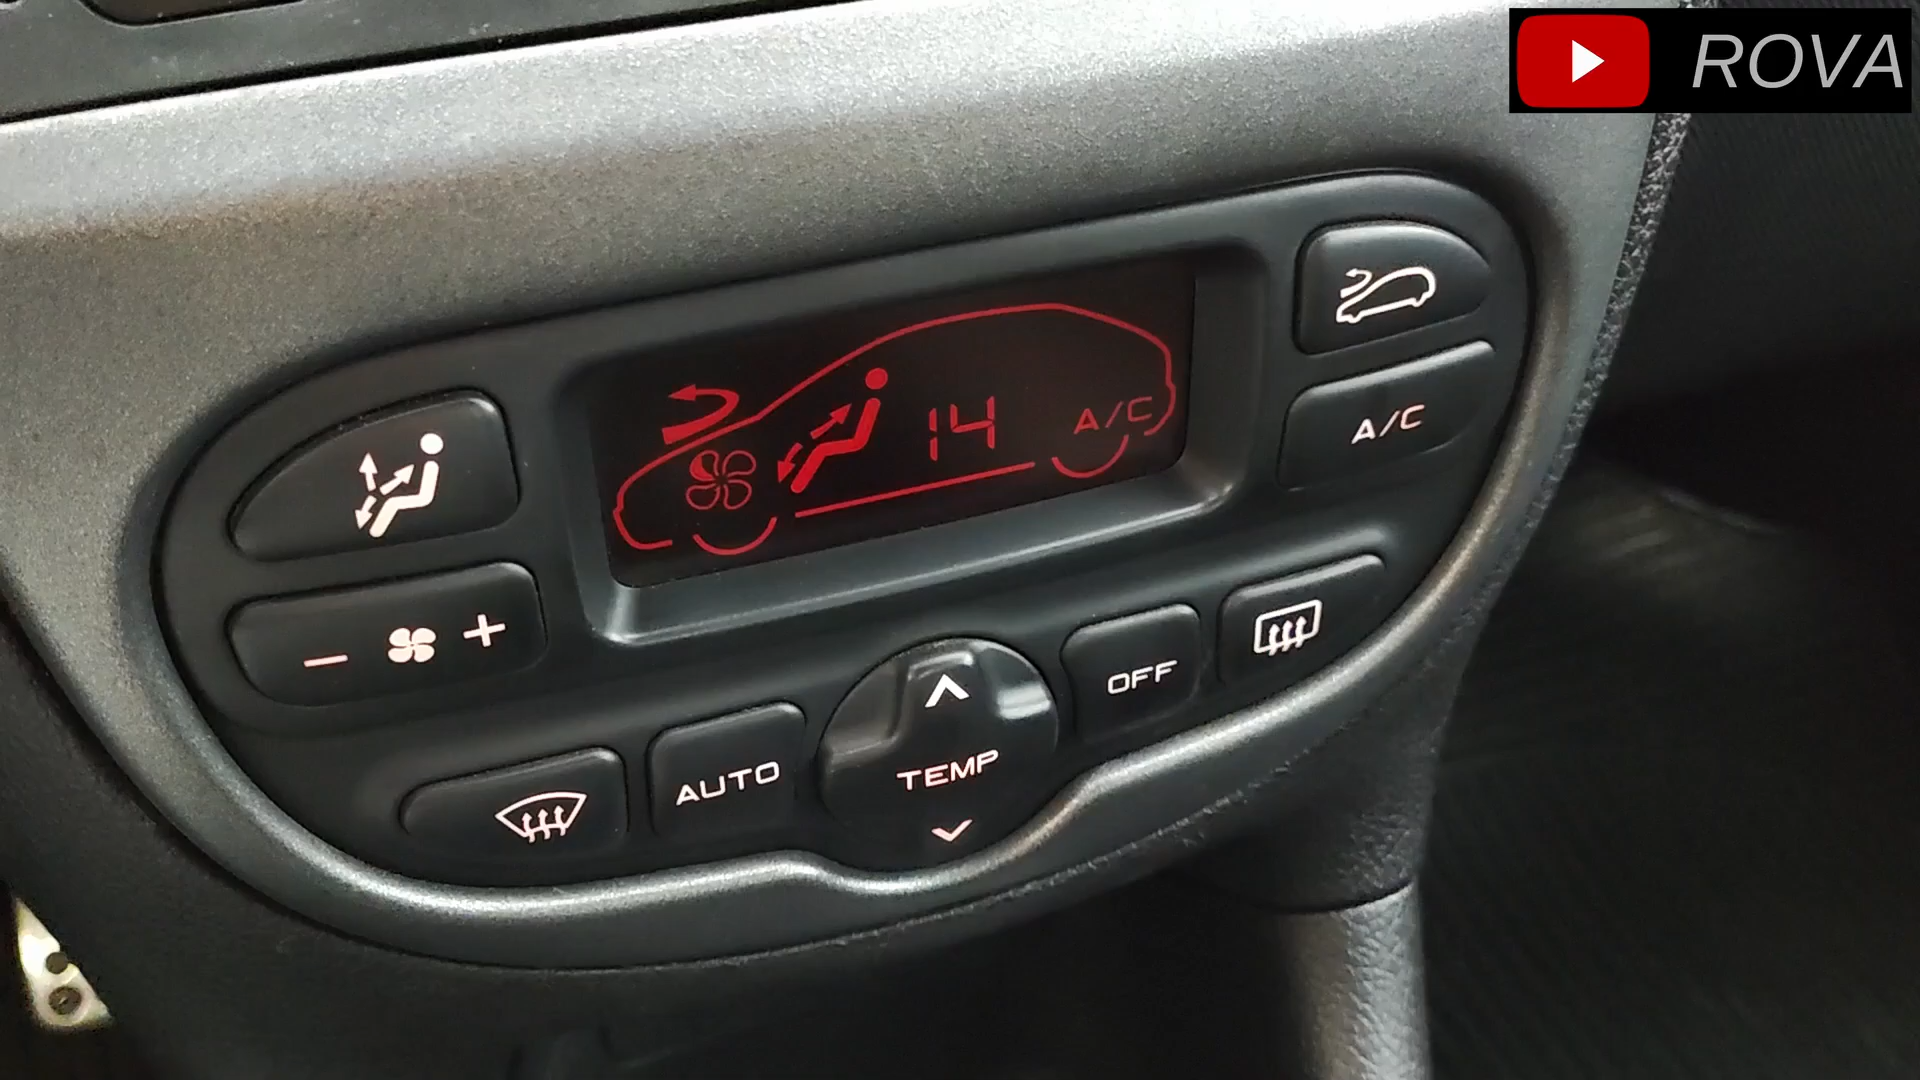 ROVA
14
A/C
A/C
- +
OFF
AUTO
TEMP